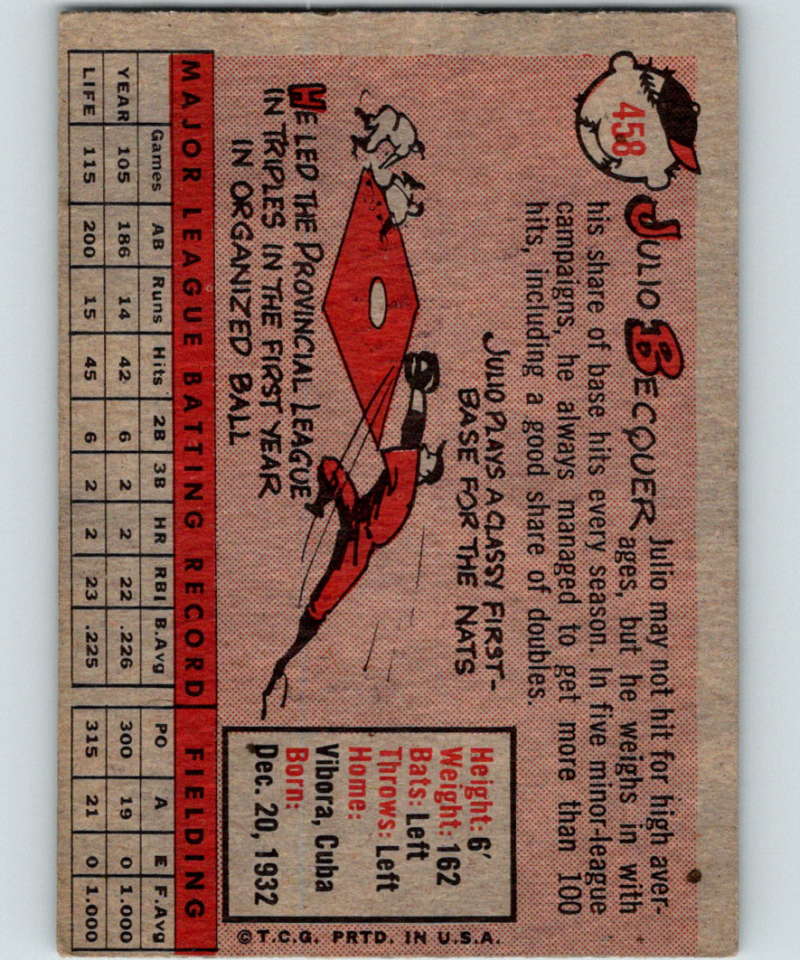 458
JULIO BECQUER
Julio may not hit for high aver-
ages, but he weighs in with
his share of base hits every season. In five minor-league
campaigns, he always managed to get more than 100
hits, including a good share of doubles.
JULIO PLAYS A CLASSY FIRST-
BASE FOR THE NATS
HE LED THE PROVINCIAL LEAGUE
IN TRIPLES IN THE FIRST YEAR
IN ORGANIZED BALL
Height: 6'
Weight: 162
Bats: Left
Throws: Left
Home:
Vibora, Cuba
Born:
Dec. 20, 1932
MAJOR LEAGUE BATTING RECORD FIELDING
Games AB Runs Hits 2B 3B HR RBI B.Avg PO A E F.Avg
YEAR 105 186 14 42 6 2 2 22 .226 300 19 0 1.000
LIFE 115 200 15 45 6 2 2 23 .225 315 21 0 1.000
©T.C.G. PRTD. IN U.S.A.